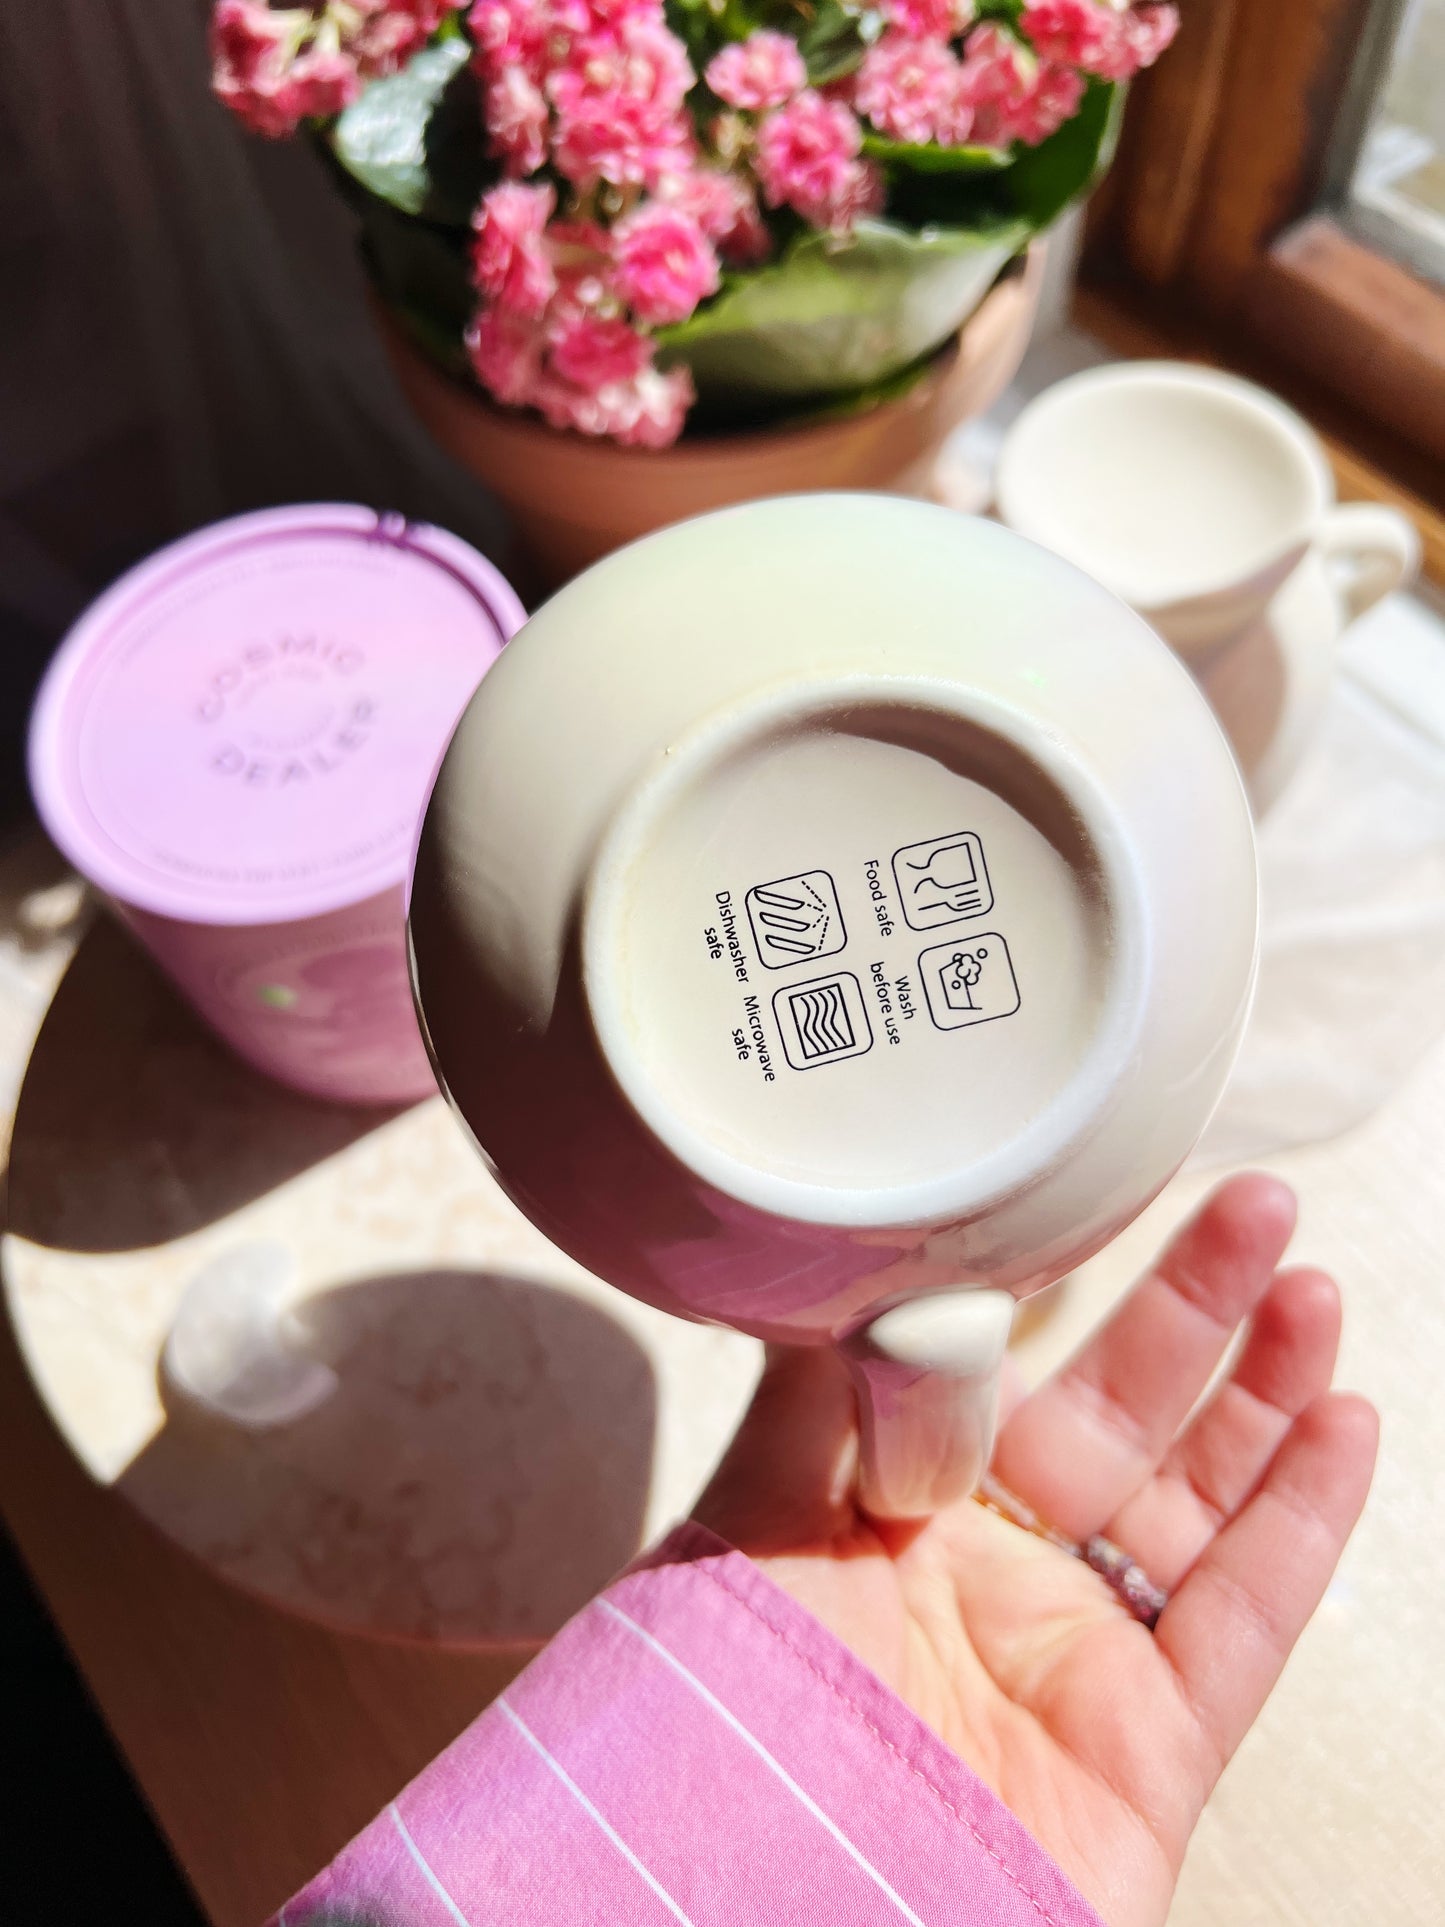 COSMIC
DEALER
Food safe
Wash
before use
Dishwasher
safe
Microwave
safe